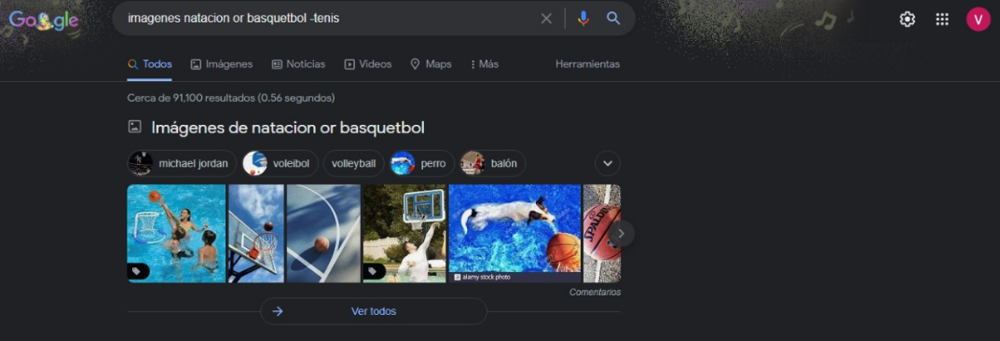 Google
imagenes natacion or basquetbol -tenis
V
Todos Imágenes Noticias Videos Maps Más Herramientas
Cerca de 91,100 resultados (0.56 segundos)
Imágenes de natacion or basquetbol
michael jordan voleibol volleyball perro balón
SPALDING
alamy stock photo
Comentarios
Ver todos